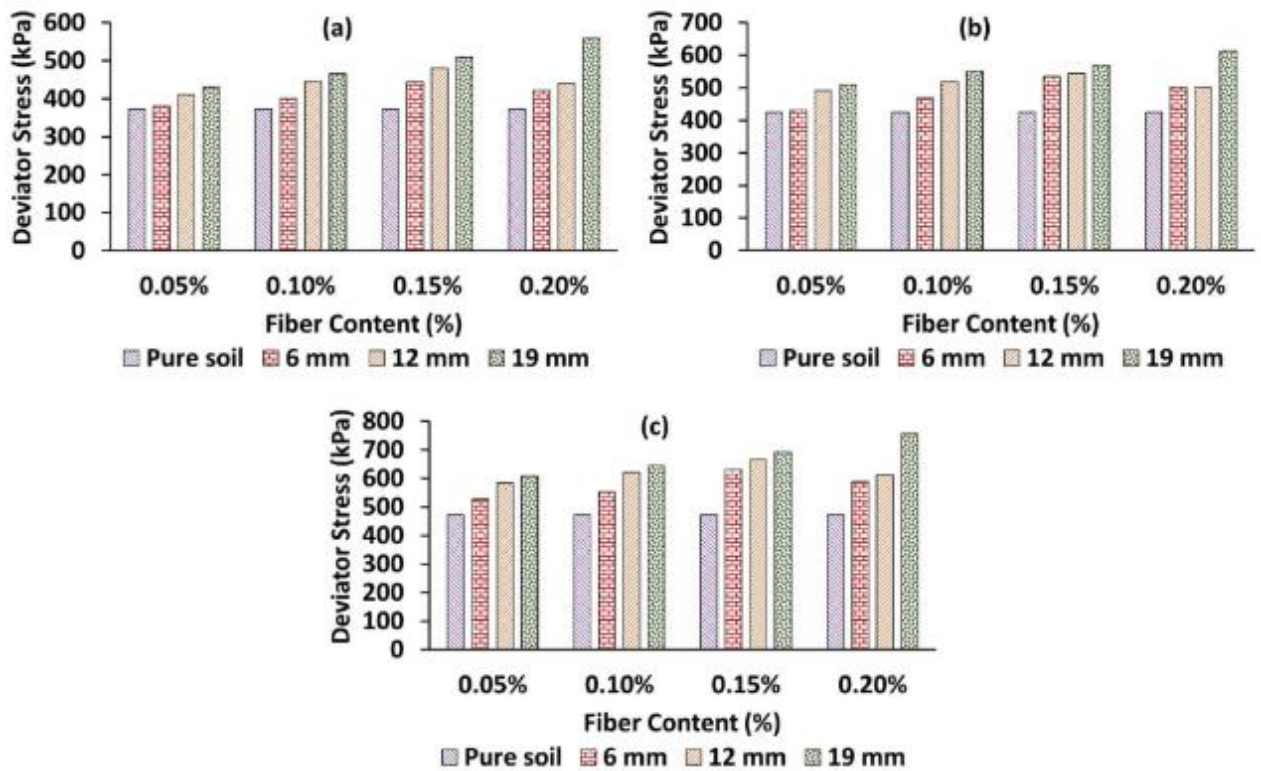 (a)
Deviator Stress (kPa)
600
500
400
300
200
100
0
0.05% 0.10% 0.15% 0.20%
Fiber Content (%)
Pure soil 6 mm 12 mm 19 mm
(b)
Deviator Stress (kPa)
700
600
500
400
300
200
100
0
0.05% 0.10% 0.15% 0.20%
Fiber Content (%)
Pure soil 6 mm 12 mm 19 mm
(c)
Deviator Stress (kPa)
800
700
600
500
400
300
200
100
0
0.05% 0.10% 0.15% 0.20%
Fiber Content (%)
Pure soil 6 mm 12 mm 19 mm